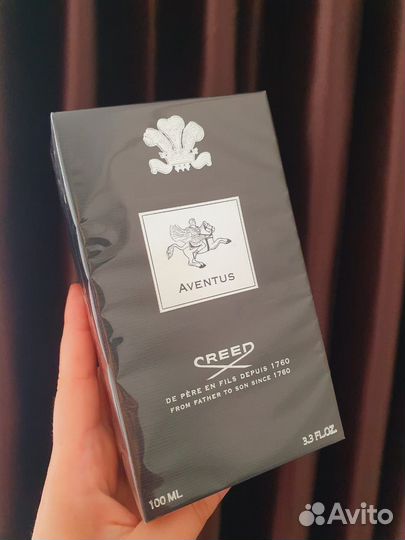 AVENTUS
CREED
DE PÈRE EN FILS DEPUIS 1760
FROM FATHER TO SON SINCE 1760
100 ML
3.3 FL.OZ.
Avito